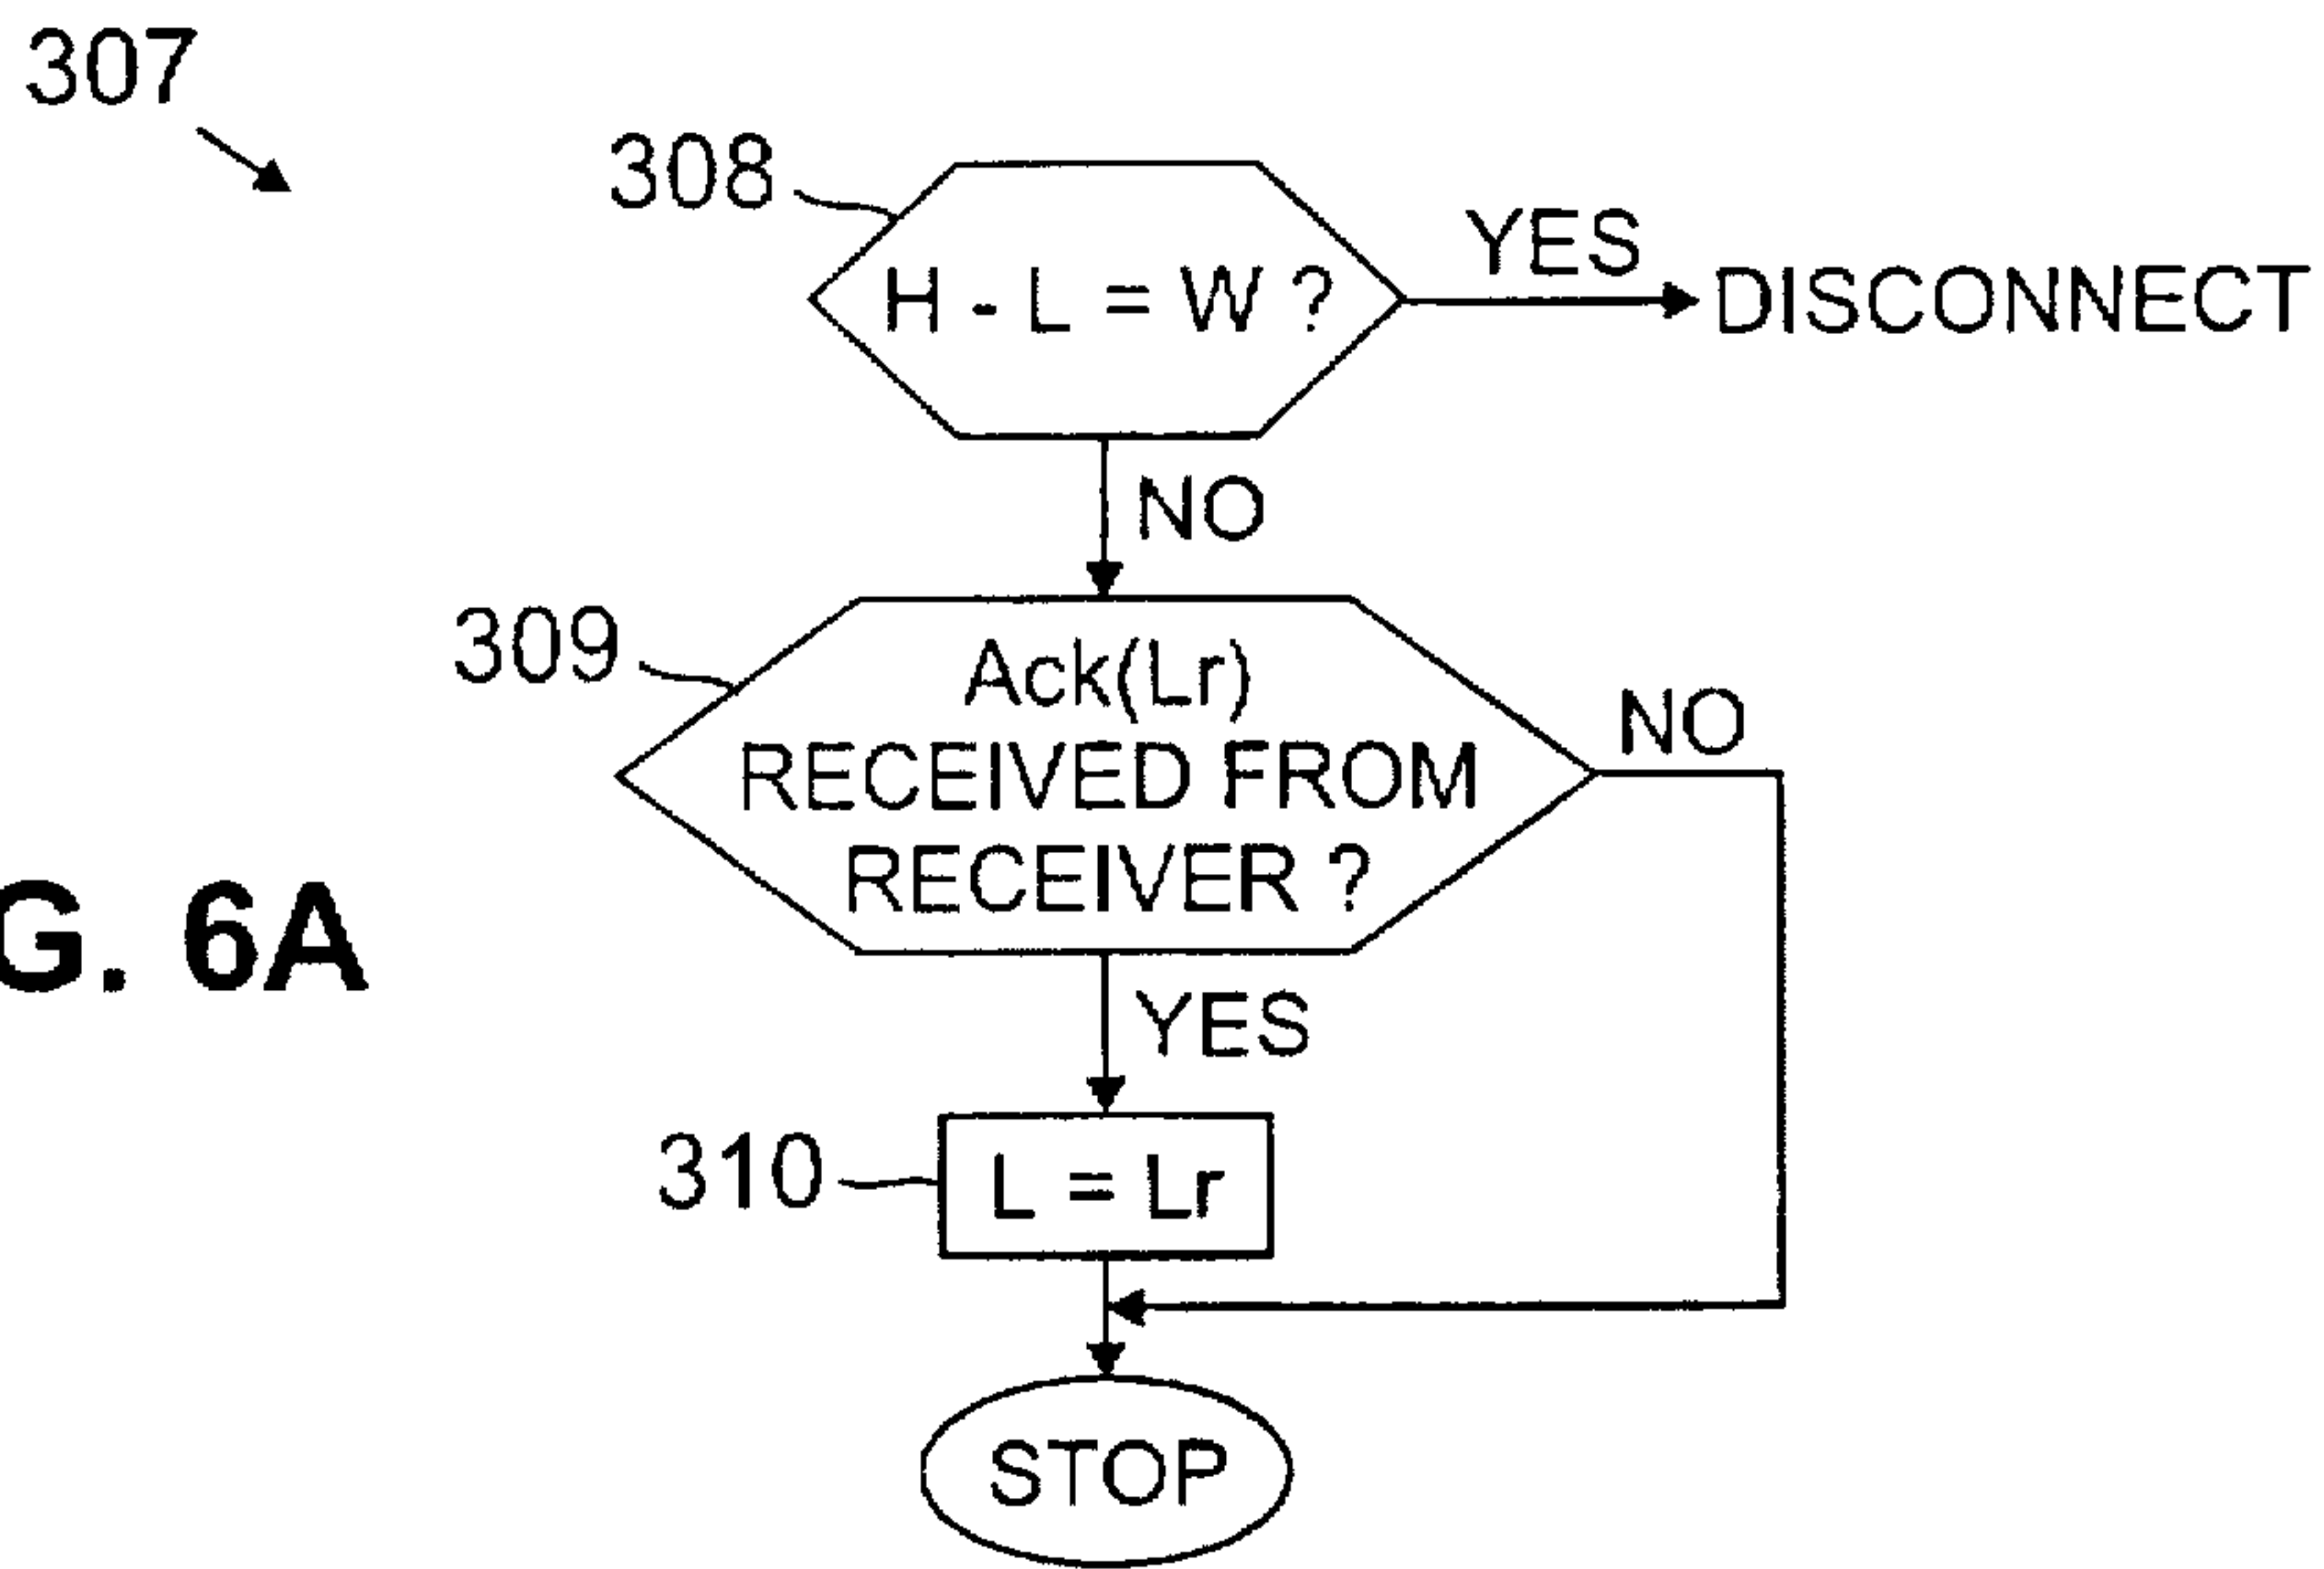 307
308
H - L = W ?
YES
DISCONNECT
NO
309
Ack(Lr)
RECEIVED FROM
RECEIVER ?
NO
G. 6A
YES
310
L = Lr
STOP